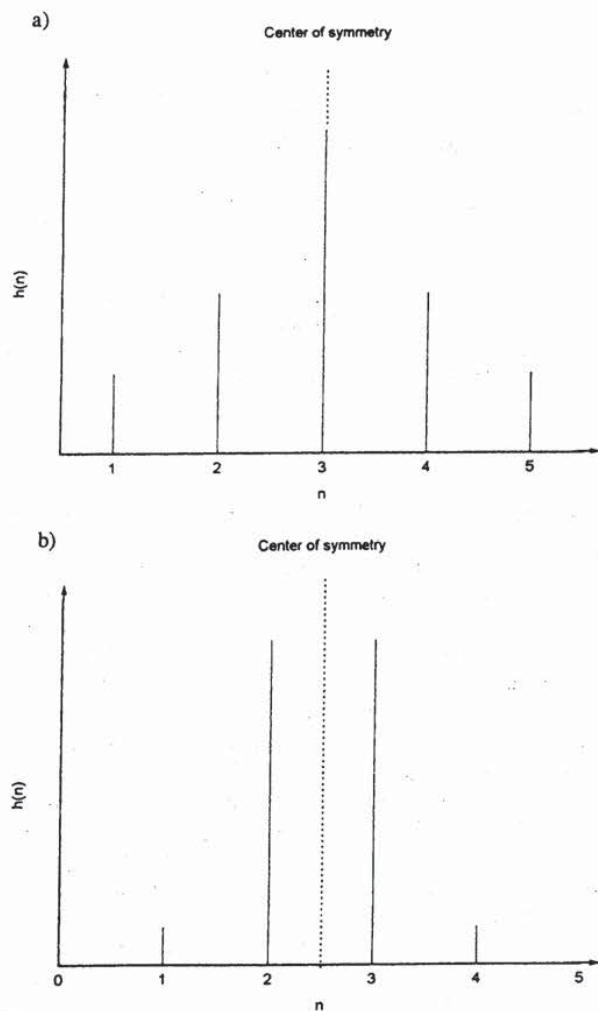 a)
Center of symmetry
h(n)
1 2 3 4 5
n
b)
Center of symmetry
h(n)
0 1 2 3 4 5
n